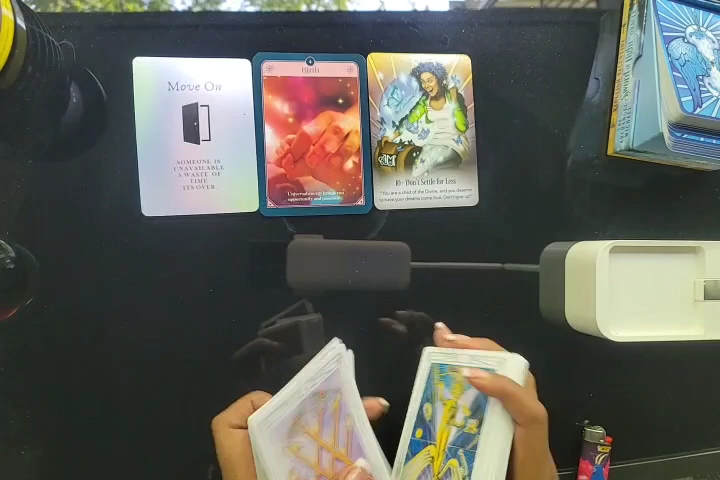 Move On
SOMEONE IS
UNAVAILABLE
A WASTE OF
TIME
ITS OVER
4
Birth
Universal energy brings you
opportunity and
10 - Don't Settle for Less
"You are a child of the Divine, and you deserve
to have your dreams come true. Don't give up."